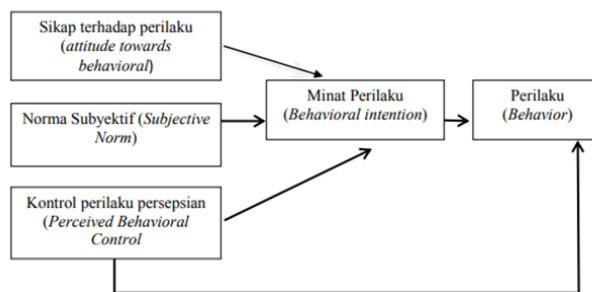 Sikap terhadap perilaku
(attitude towards
behavioral)
Norma Subyektif (Subjective
Norm)
Kontrol perilaku persepsian
(Perceived Behavioral
Control
Minat Perilaku
(Behavioral intention)
Perilaku
(Behavior)